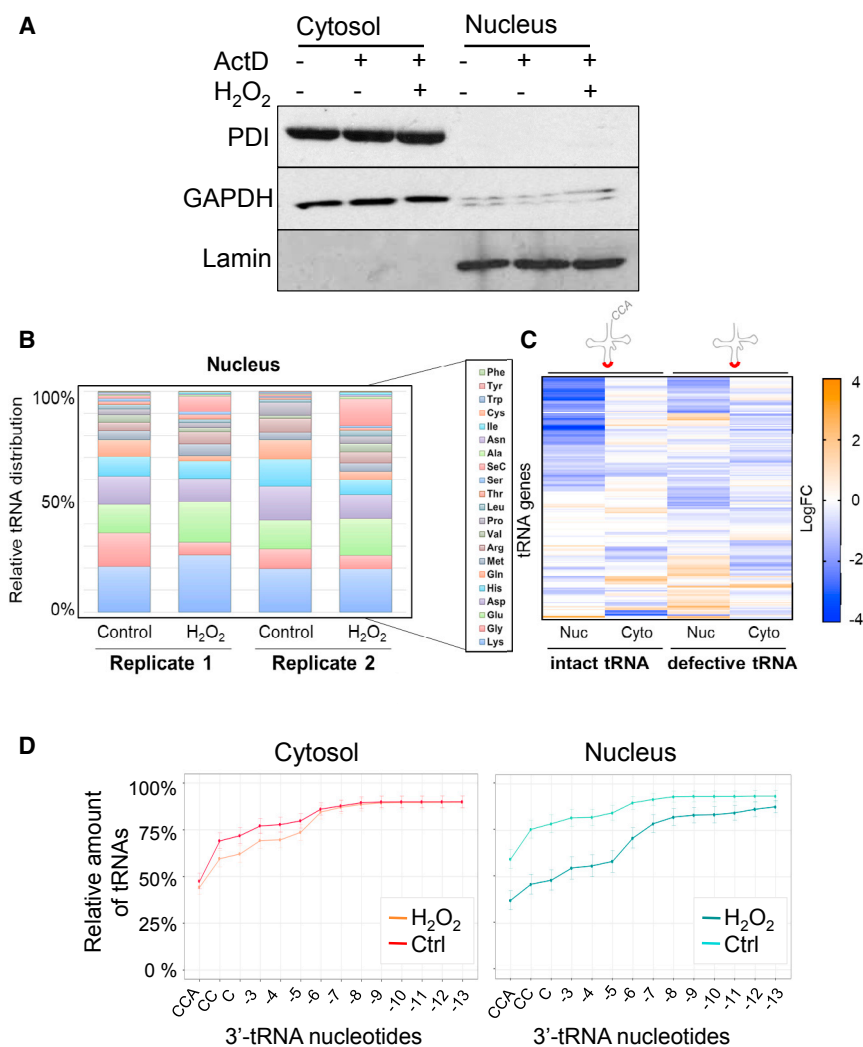 A
Cytosol Nucleus
ActD - + + - + +
H₂O₂ - - + - - +
PDI
GAPDH
Lamin
B
Nucleus
Relative tRNA distribution
100%
50%
0%
Control H₂O₂ Control H₂O₂
Replicate 1 Replicate 2
Phe
Tyr
Trp
Cys
Ile
Asn
Ala
SeC
Ser
Thr
Leu
Pro
Val
Arg
Met
Gln
His
Asp
Glu
Gly
Lys
C
CCA
tRNA genes
Nuc Cyto Nuc Cyto
intact tRNA defective tRNA
LogFC
4
2
0
-2
-4
D
Cytosol
Nucleus
Relative amount
of tRNAs
100%
75%
50%
25%
0 %
H₂O₂
Ctrl
H₂O₂
Ctrl
CCA CC C -3 -4 -5 -6 -7 -8 -9 -10 -11 -12 -13
CCA CC C -3 -4 -5 -6 -7 -8 -9 -10 -11 -12 -13
3'-tRNA nucleotides
3'-tRNA nucleotides